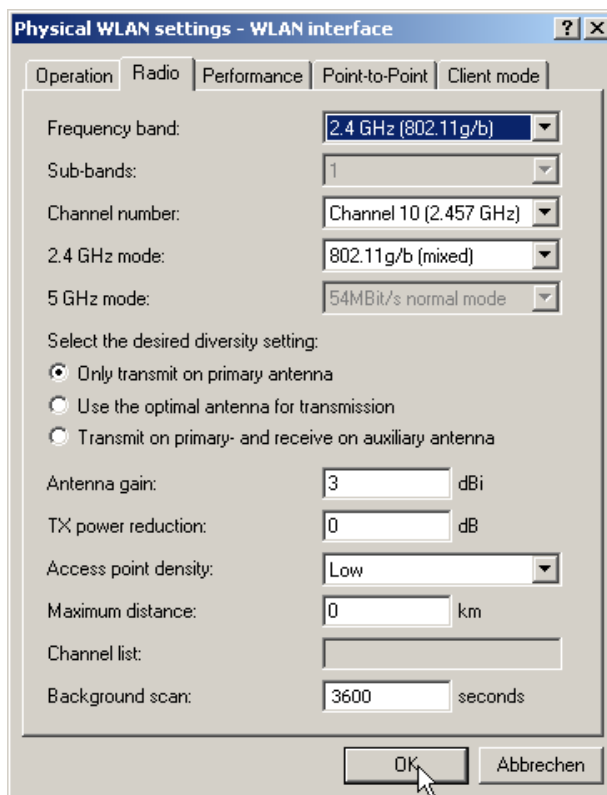 Physical WLAN settings - WLAN interface ? ×
Operation Radio Performance Point-to-Point Client mode
Frequency band: 2.4 GHz (802.11g/b)
Sub-bands: 1
Channel number: Channel 10 (2.457 GHz)
2.4 GHz mode: 802.11g/b (mixed)
5 GHz mode: 54MBit/s normal mode
Select the desired diversity setting:
Only transmit on primary antenna
Use the optimal antenna for transmission
Transmit on primary- and receive on auxiliary antenna
Antenna gain: 3 dBi
TX power reduction: 0 dB
Access point density: Low
Maximum distance: 0 km
Channel list:
Background scan: 3600 seconds
OK Abbrechen